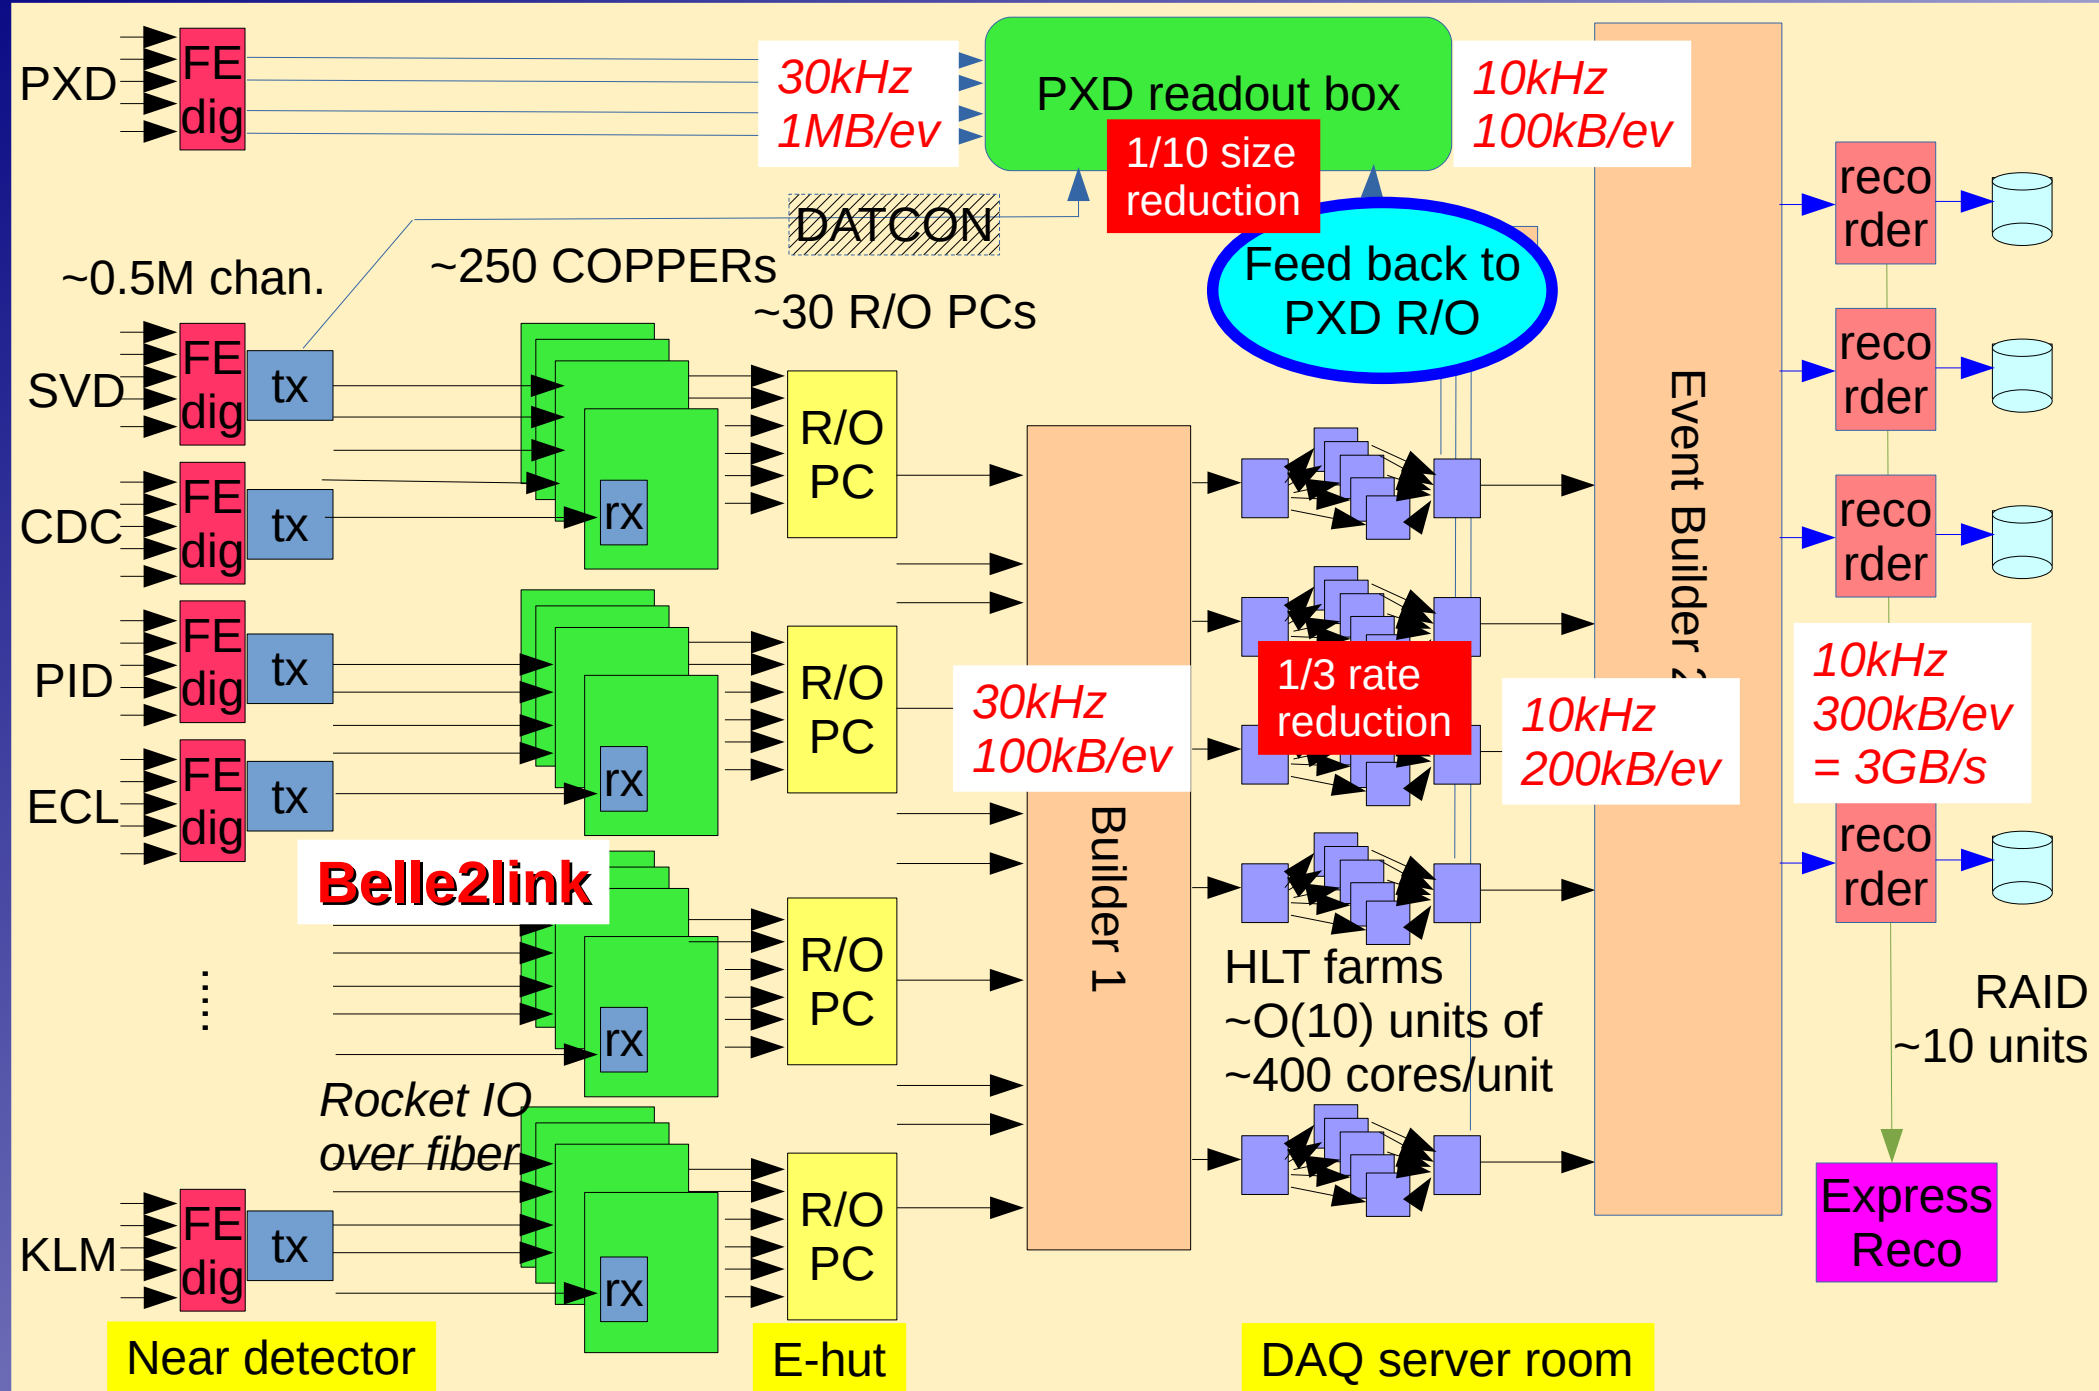 PXD
FE
dig
30kHz
1MB/ev
PXD readout box
1/10 size
reduction
10kHz
100kB/ev
DATCON
Feed back to
PXD R/O
~0.5M chan.
~250 COPPERs
~30 R/O PCs
SVD
FE
dig
tx
CDC
FE
dig
tx
PID
FE
dig
tx
ECL
FE
dig
tx
KLM
FE
dig
tx
rx
rx
rx
rx
R/O
PC
R/O
PC
R/O
PC
R/O
PC
Belle2link
.....
Rocket IO
over fiber
30kHz
100kB/ev
Builder 1
1/3 rate
reduction
10kHz
200kB/ev
HLT farms
~O(10) units of
~400 cores/unit
Event Builder 2
reco
rder
reco
rder
reco
rder
10kHz
300kB/ev
= 3GB/s
reco
rder
RAID
~10 units
Express
Reco
Near detector
E-hut
DAQ server room